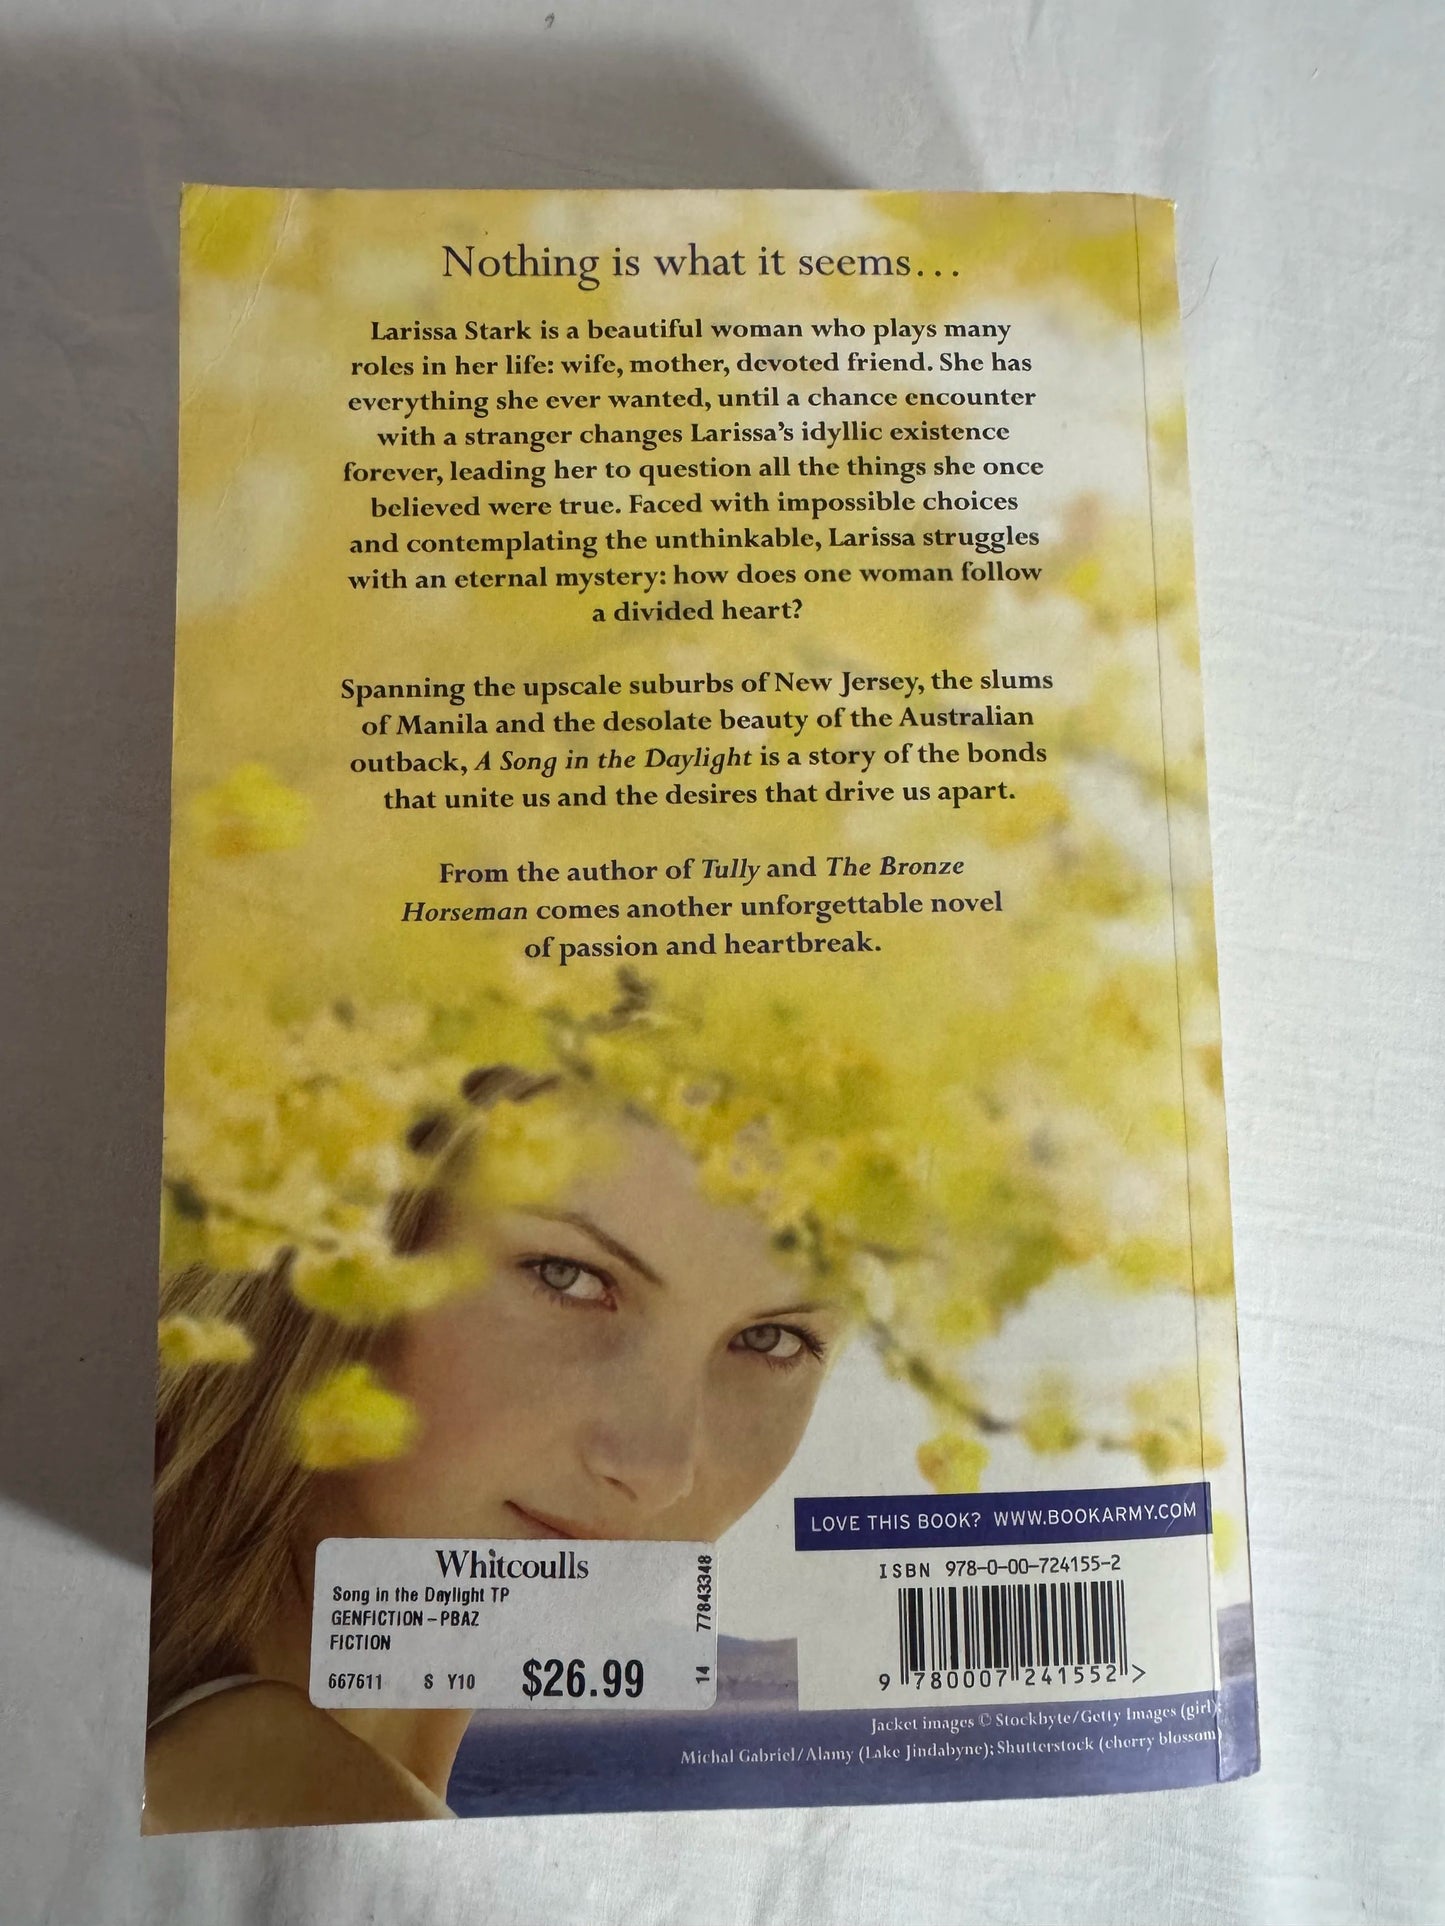 Nothing is what it seems...
Larissa Stark is a beautiful woman who plays many
roles in her life: wife, mother, devoted friend. She has
everything she ever wanted, until a chance encounter
with a stranger changes Larissa's idyllic existence
forever, leading her to question all the things she once
believed were true. Faced with impossible choices
and contemplating the unthinkable, Larissa struggles
with an eternal mystery: how does one woman follow
a divided heart?
Spanning the upscale suburbs of New Jersey, the slums
of Manila and the desolate beauty of the Australian
outback, A Song in the Daylight is a story of the bonds
that unite us and the desires that drive us apart.
From the author of Tully and The Bronze
Horseman comes another unforgettable novel
of passion and heartbreak.
LOVE THIS BOOK? WWW.BOOKARMY.COM
ISBN 978-0-00-724155-2
9 780007 241552 >
Whitcoulls
Song in the Daylight TP
GENFICTION-PBAZ
FICTION
667611 S Y10 $26.99
14 77843348
Jacket images © Stockbyte/Getty Images (girl);
Michal Gabriel/Alamy (Lake Jindabyne); Shutterstock (cherry blossom)